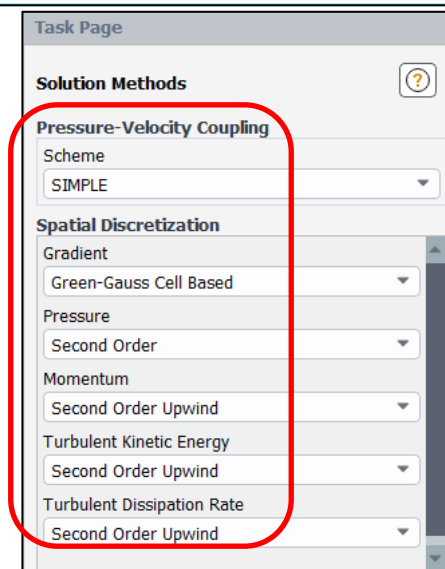 Task Page
Solution Methods
?
Pressure-Velocity Coupling
Scheme
SIMPLE
Spatial Discretization
Gradient
Green-Gauss Cell Based
Pressure
Second Order
Momentum
Second Order Upwind
Turbulent Kinetic Energy
Second Order Upwind
Turbulent Dissipation Rate
Second Order Upwind